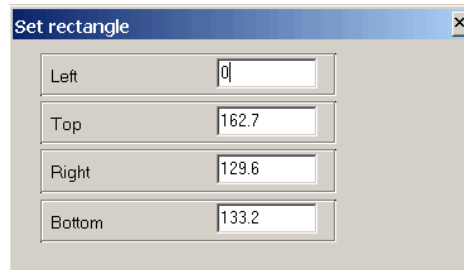 Set rectangle
Left 0
Top 162.7
Right 129.6
Bottom 133.2